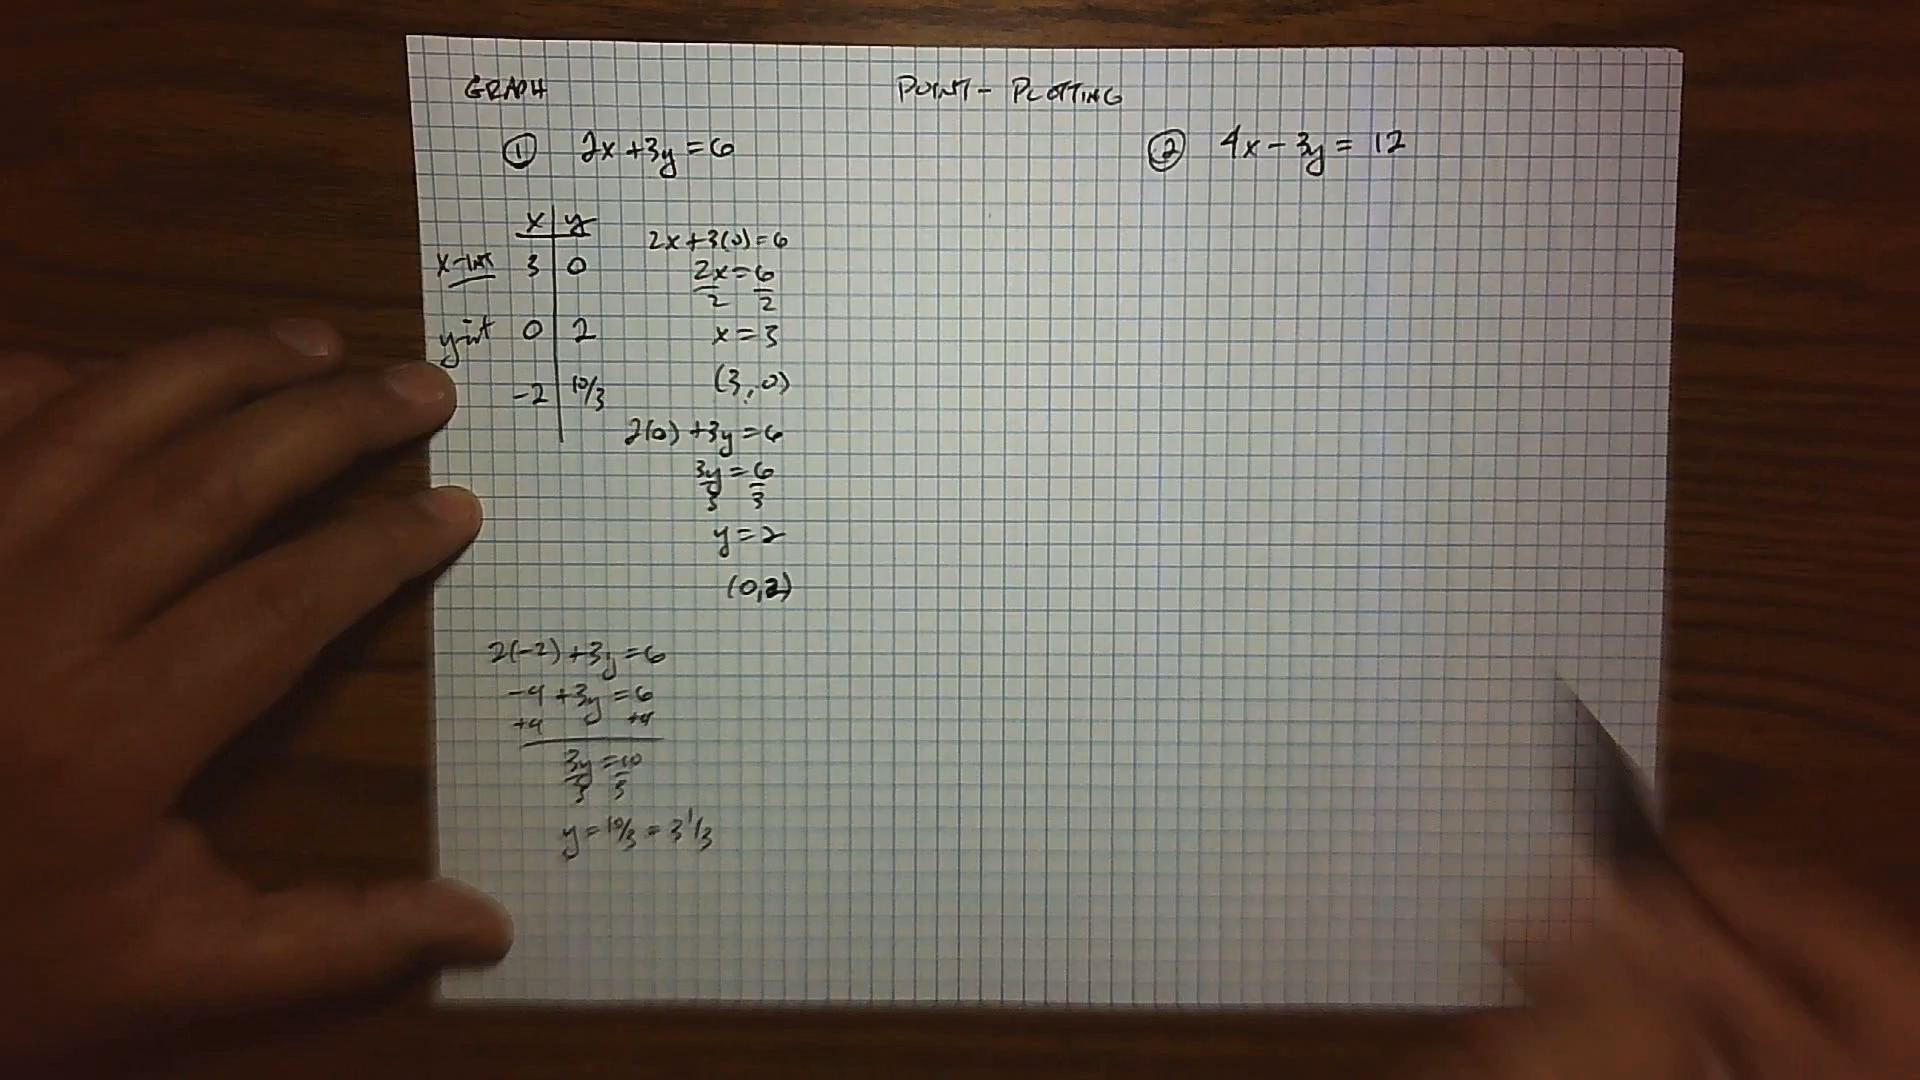 GRAPH
POINT - PLOTTING
① 2x + 3y = 6
② 4x - 3y = 12
x | y
x-int 3 | 0
y-int 0 | 2
-2 | 10/3
2x + 3(0) = 6
2x/2 = 6/2
x = 3
(3, 0)
2(0) + 3y = 6
3y/3 = 6/3
y = 2
(0,2)
2(-2) + 3y = 6
-4 + 3y = 6
+4 +4
3y/3 = 10/3
y = 10/3 = 3 1/3